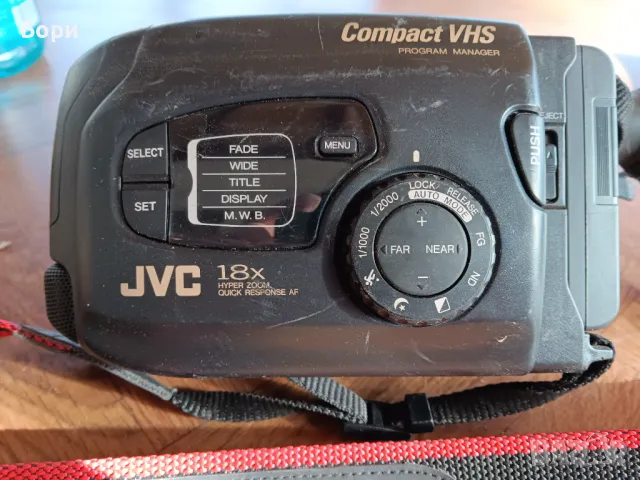 Бори
Compact VHS
PROGRAM MANAGER
SELECT
SET
FADE
WIDE
TITLE
DISPLAY
M.W.B.
MENU
EJECT
PUSH
LOCK
RELEASE
AUTO MODE
1/2000
1/1000
FG
ND
+
FAR
NEAR
−
JVC
18x
HYPER ZOOM
QUICK RESPONSE AF